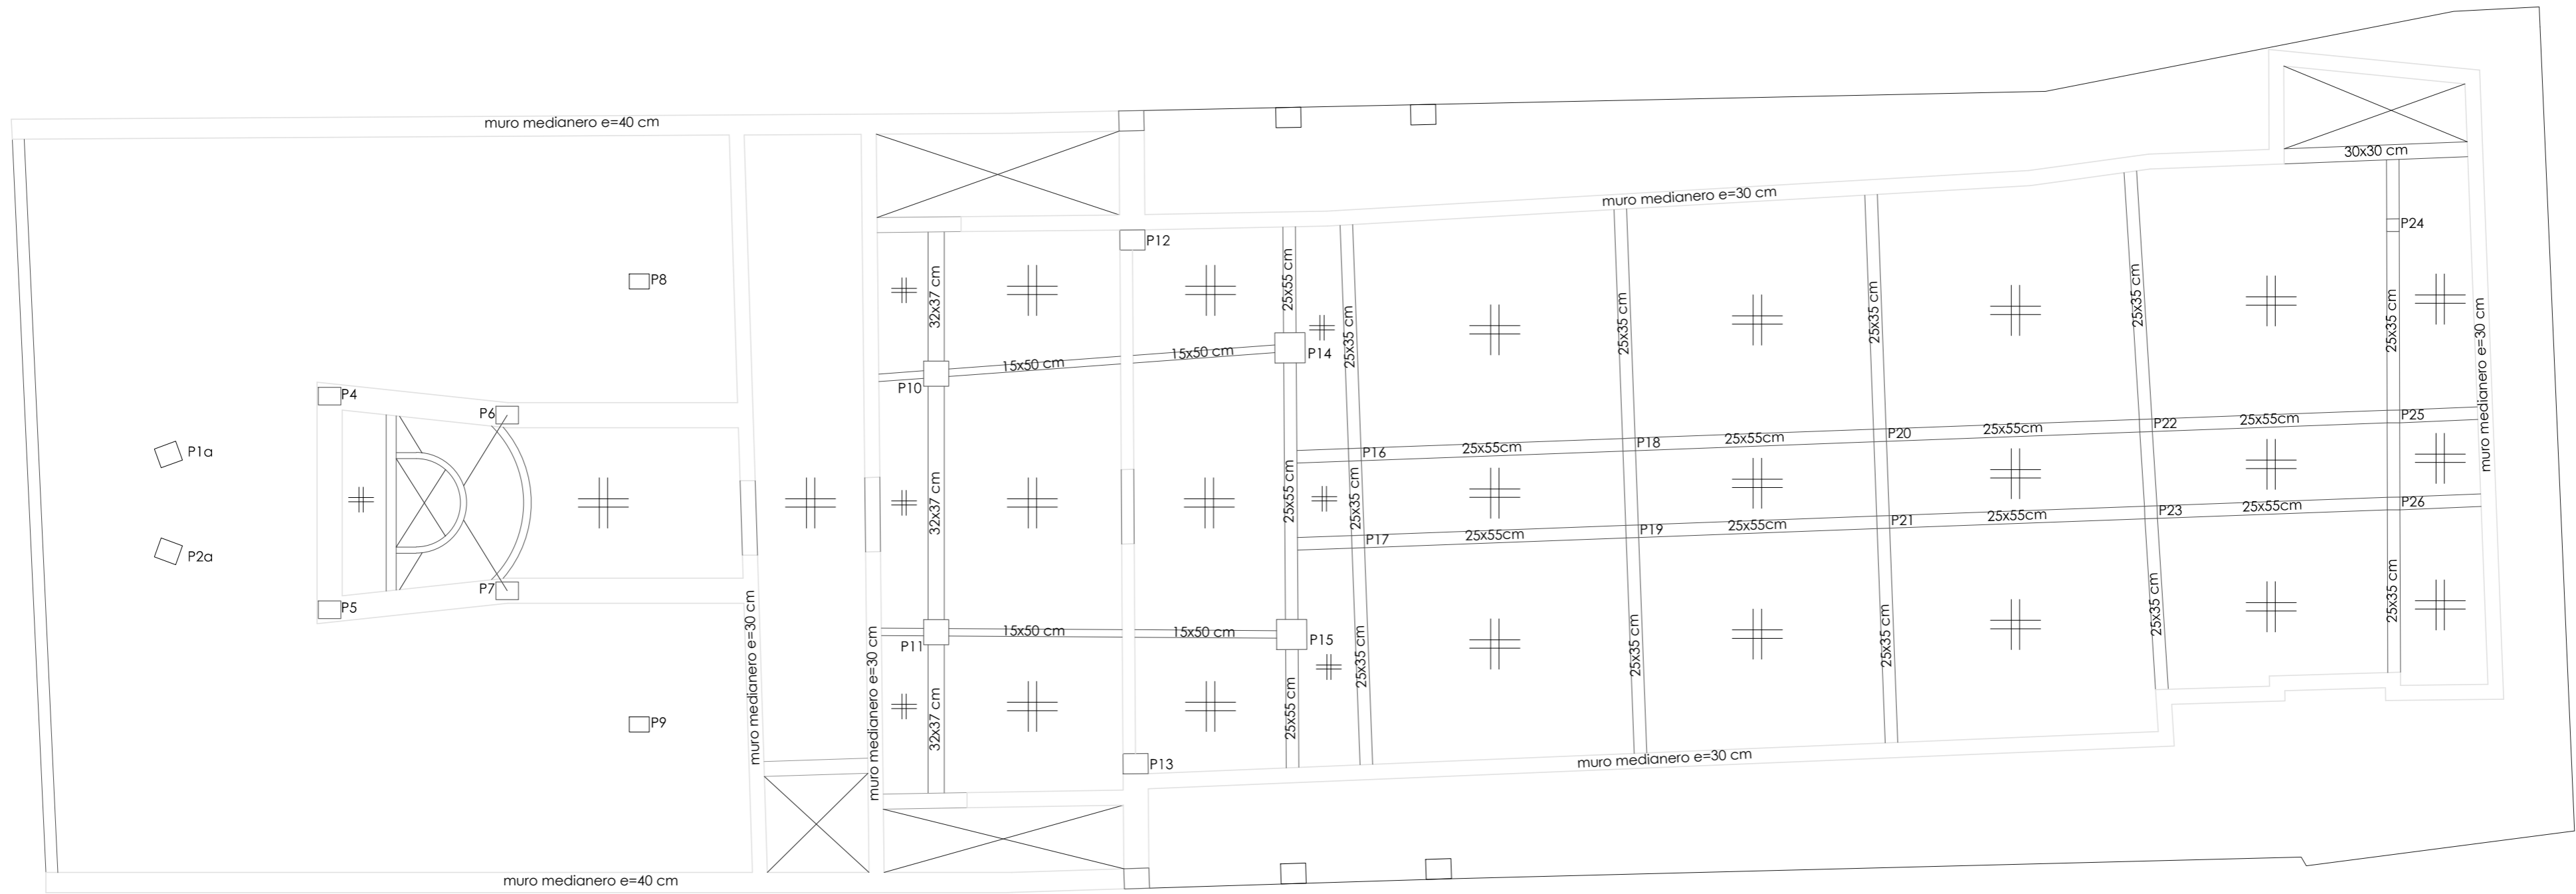 muro medianero e=40 cm
30x30 cm
muro medianero e=30 cm
P24
P12
P8
32x37 cm
25x55 cm
25x35 cm
25x35 cm
25x35 cm
25x35 cm
25x35 cm
muro medianero e=30 cm
15x50 cm
15x50 cm
P14
P10
P4
P6
P1a
P16
25x55cm
P18
25x55cm
P20
25x55cm
P22
25x55cm
P25
32x37 cm
25x55 cm
25x35 cm
P17
25x55cm
P19
25x55cm
P21
25x55cm
P23
25x55cm
P26
P2a
P7
P5
muro medianero e=30 cm
muro medianero e=30 cm
P11
15x50 cm
15x50 cm
P15
25x35 cm
25x35 cm
25x35 cm
25x35 cm
25x35 cm
P9
32x37 cm
25x55 cm
P13
muro medianero e=30 cm
muro medianero e=40 cm